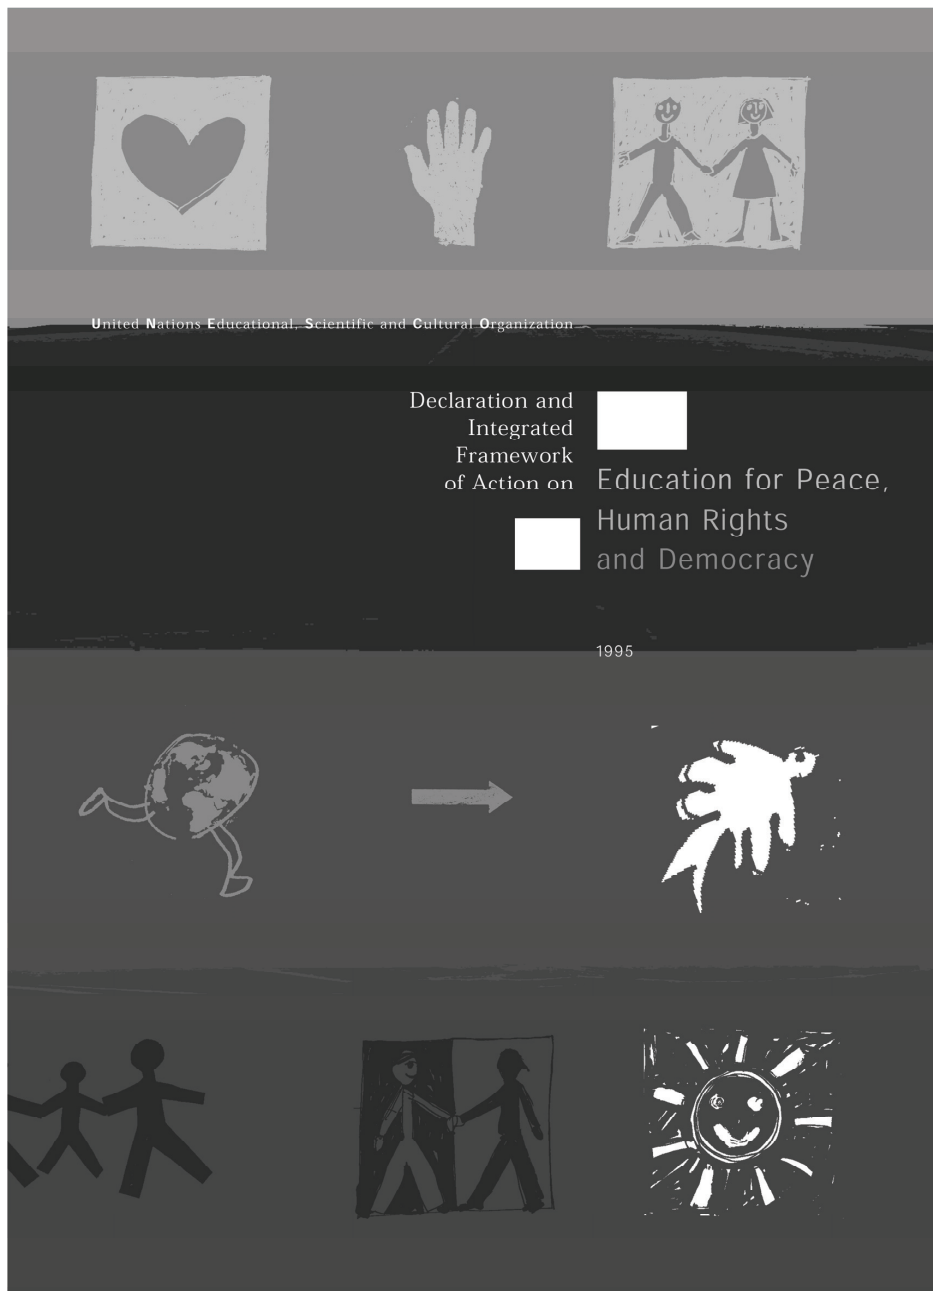 United Nations Educational, Scientific and Cultural Organization
Declaration and
Integrated
Framework
of Action on
Education for Peace,
Human Rights
and Democracy
1995